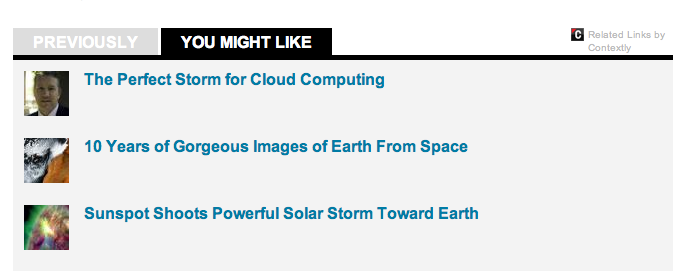 PREVIOUSLY
YOU MIGHT LIKE
C
Related Links by
Contextly
The Perfect Storm for Cloud Computing
10 Years of Gorgeous Images of Earth From Space
Sunspot Shoots Powerful Solar Storm Toward Earth